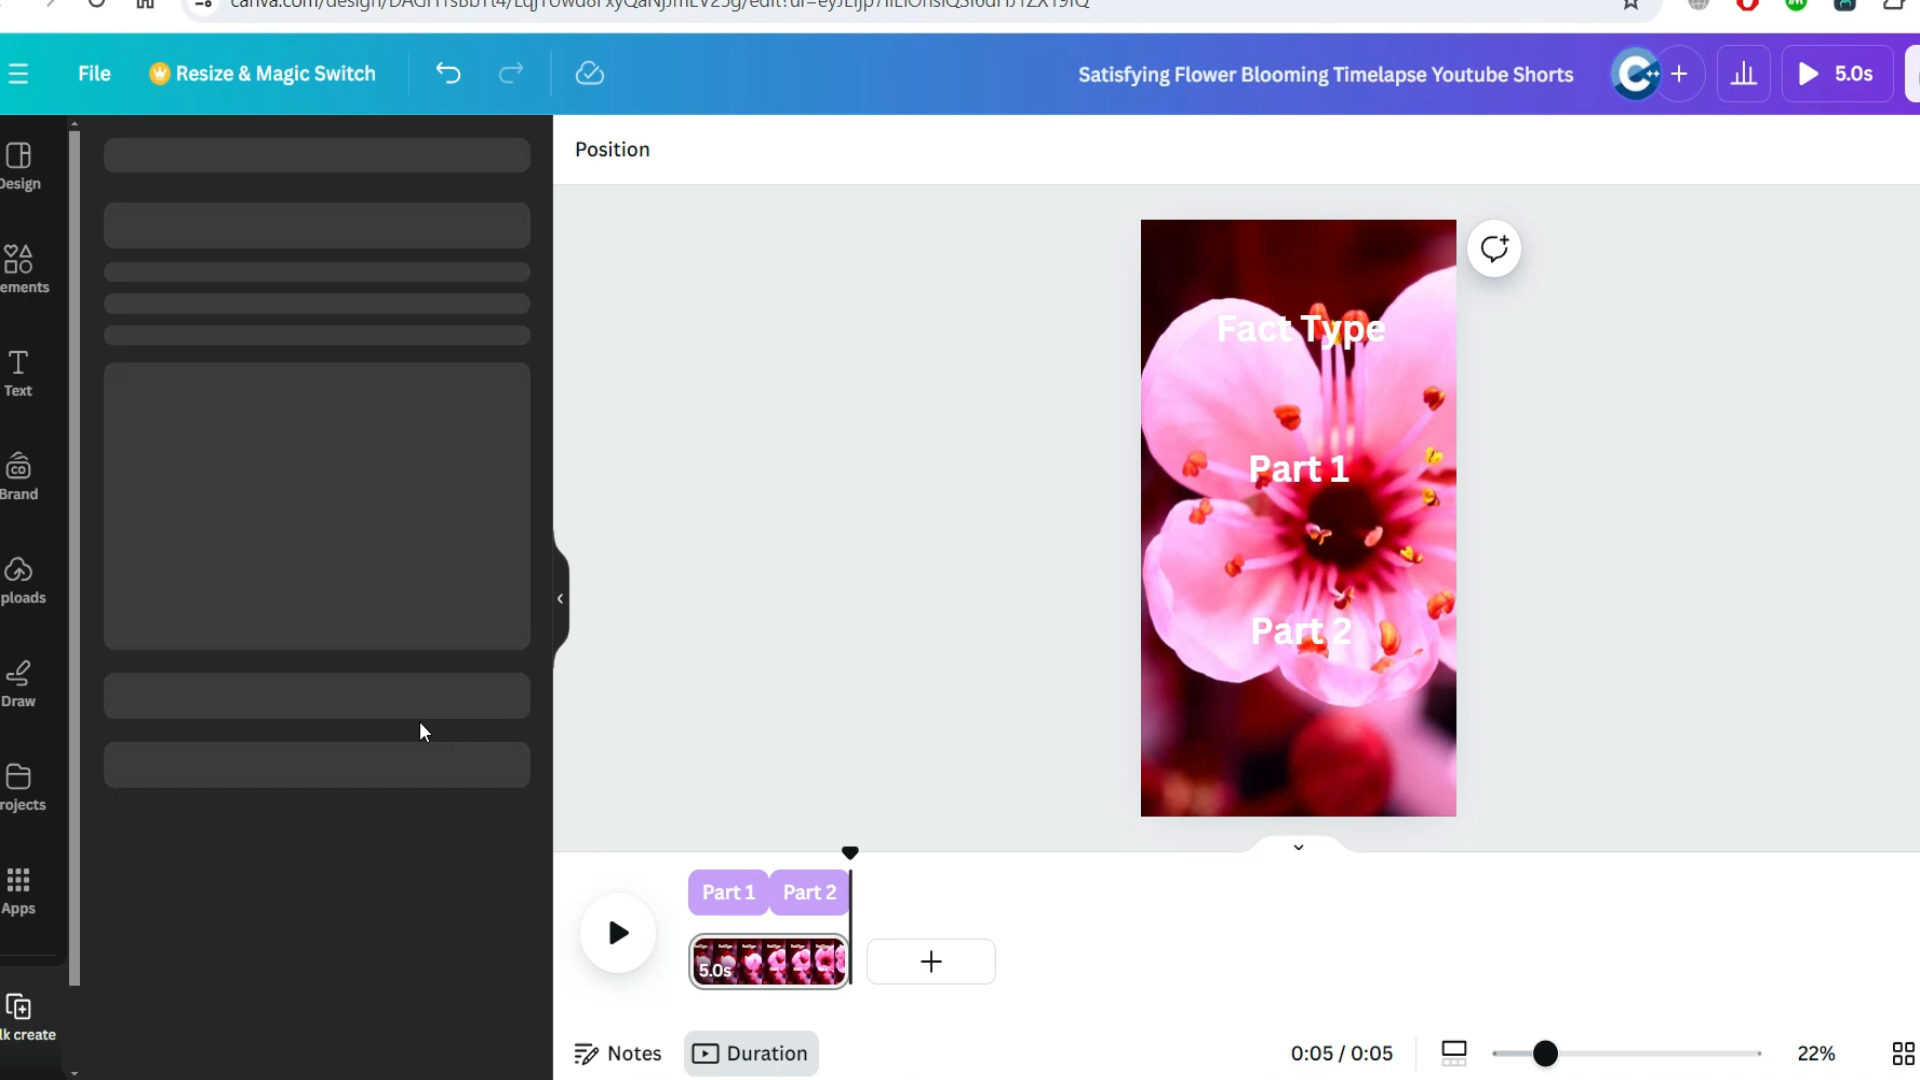 File
Resize & Magic Switch
Satisfying Flower Blooming Timelapse Youtube Shorts
5.0s
Design
ements
Text
Brand
ploads
Draw
rojects
Apps
lk create
Position
Fact Type
Part 1
Part 2
Part 1
Part 2
5.0s
Notes
Duration
0:05 / 0:05
22%